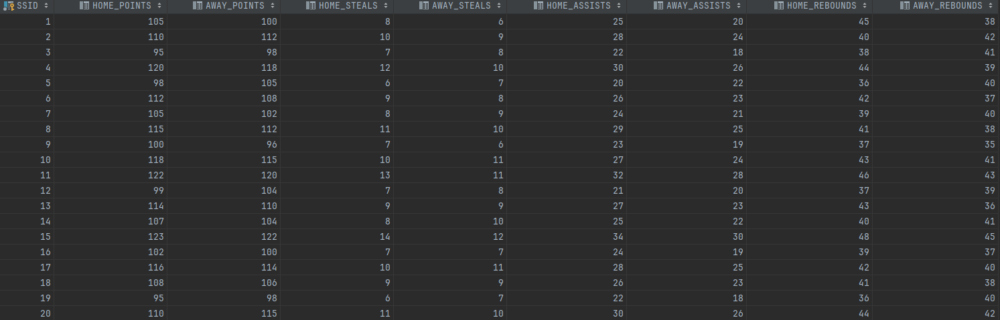 SSID HOME_POINTS AWAY_POINTS HOME_STEALS AWAY_STEALS HOME_ASSISTS AWAY_ASSISTS HOME_REBOUNDS AWAY_REBOUNDS
1 105 100 8 6 25 20 45 38
2 110 112 10 9 28 24 40 42
3 95 98 7 8 22 18 38 41
4 120 118 12 10 30 26 44 39
5 98 105 6 7 20 22 36 40
6 112 108 9 8 26 23 42 37
7 105 102 8 9 24 21 39 40
8 115 112 11 10 29 25 41 38
9 100 96 7 6 23 19 37 35
10 118 115 10 11 27 24 43 41
11 122 120 13 11 32 28 46 43
12 99 104 7 8 21 20 37 39
13 114 110 9 9 27 23 43 36
14 107 104 8 10 25 22 40 41
15 123 122 14 12 34 30 48 45
16 102 100 7 7 24 19 39 37
17 116 114 10 11 28 25 42 40
18 108 106 9 9 26 23 41 38
19 95 98 6 7 22 18 36 40
20 110 115 11 10 30 26 44 42